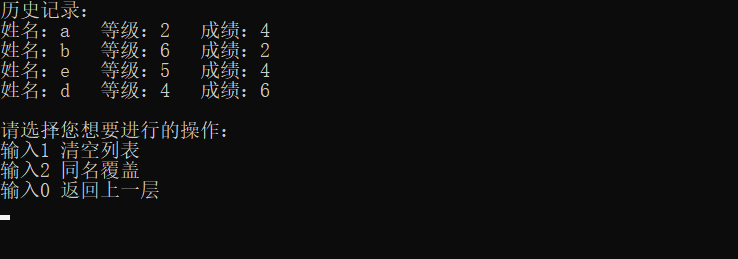 历史记录：
姓名：a 等级：2 成绩：4
姓名：b 等级：6 成绩：2
姓名：e 等级：5 成绩：4
姓名：d 等级：4 成绩：6
请选择您想要进行的操作：
输入1 清空列表
输入2 同名覆盖
输入0 返回上一层